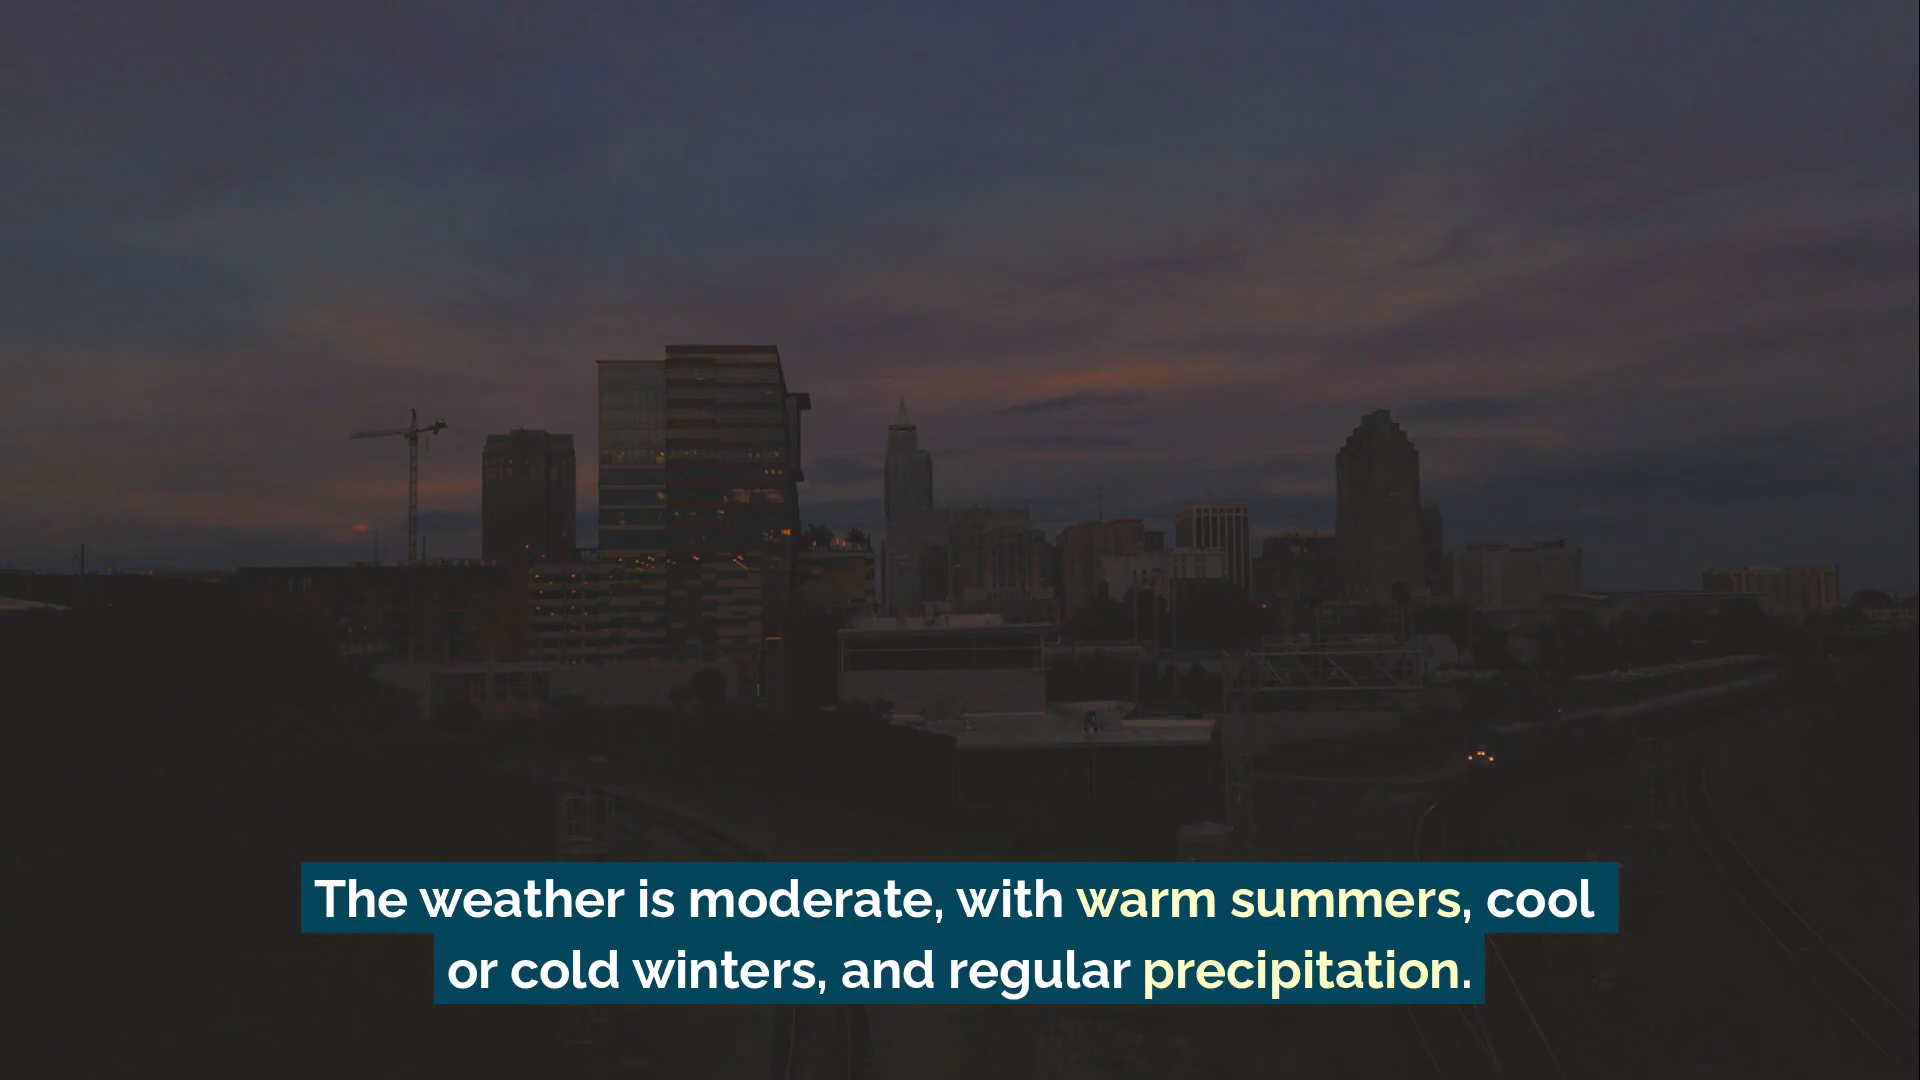 The weather is moderate, with warm summers, cool
or cold winters, and regular precipitation.